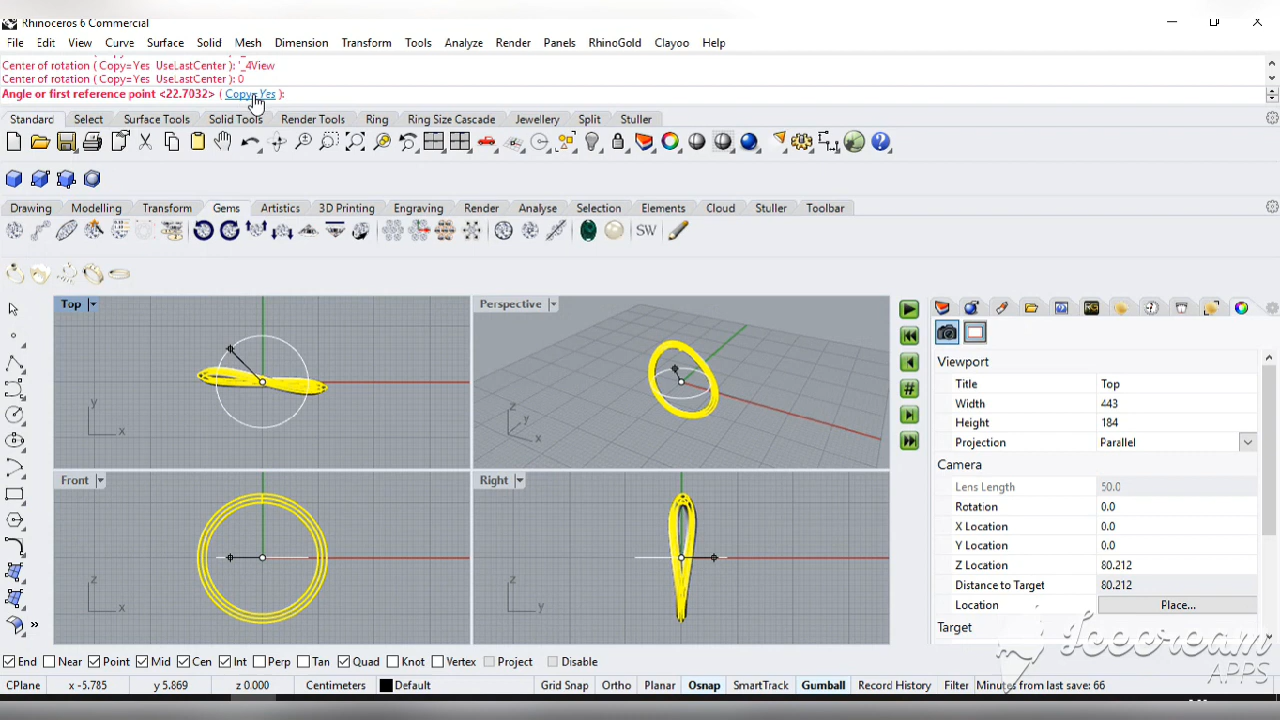 Rhinoceros 6 Commercial
File Edit View Curve Surface Solid Mesh Dimension Transform Tools Analyze Render Panels RhinoGold Clayoo Help
Center of rotation ( Copy=Yes UseLastCenter ): '_4View
Center of rotation ( Copy=Yes UseLastCenter ): 0
Angle or first reference point <22.7032> ( Copy=Yes ):
Standard Select Surface Tools Solid Tools Render Tools Ring Ring Size Cascade Jewellery Split Stuller
Drawing Modelling Transform Gems Artistics 3D Printing Engraving Render Analyse Selection Elements Cloud Stuller Toolbar
SW
Top
y
x
Perspective
z
y
x
Front
z
x
Right
z
y
Viewport
Title Top
Width 443
Height 184
Projection Parallel
Camera
Lens Length 50.0
Rotation 0.0
X Location 0.0
Y Location 0.0
Z Location 80.212
Distance to Target 80.212
Location Place...
Target
Icecream
APPS
End Near Point Mid Cen Int Perp Tan Quad Knot Vertex Project Disable
CPlane x -5.785 y 5.869 z 0.000 Centimeters Default Grid Snap Ortho Planar Osnap SmartTrack Gumball Record History Filter Minutes from last save: 66